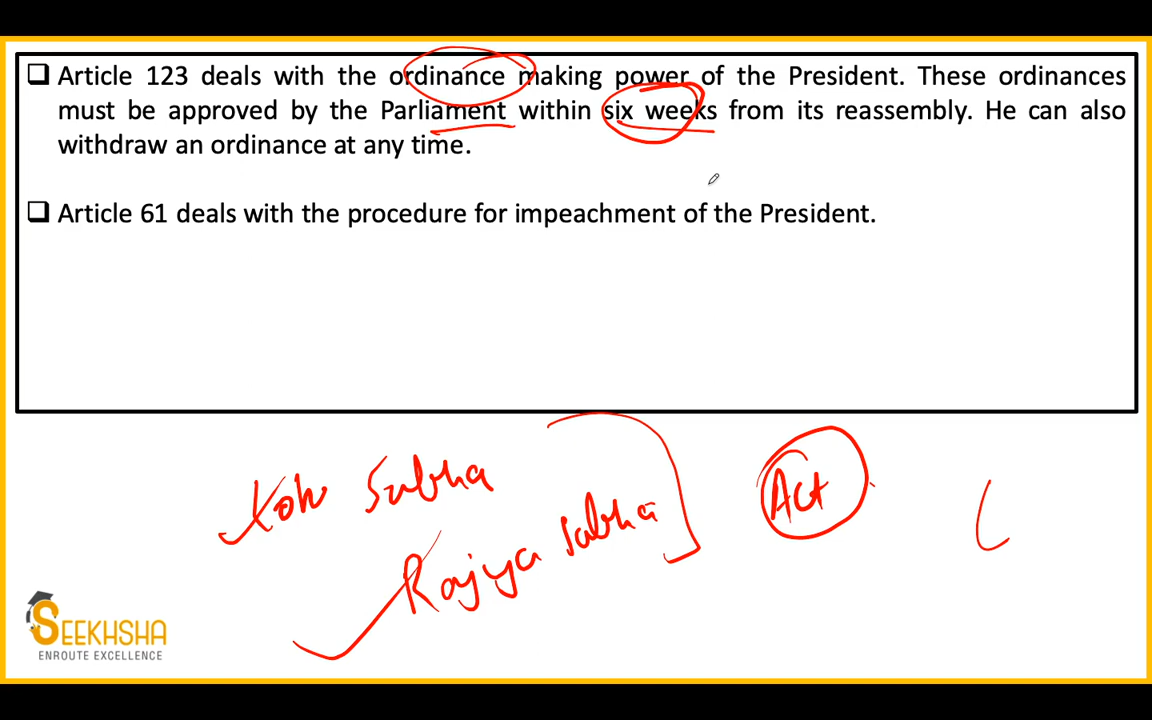 ❑ Article 123 deals with the ordinance making power of the President. These ordinances
must be approved by the Parliament within six weeks from its reassembly. He can also
withdraw an ordinance at any time.
❑ Article 61 deals with the procedure for impeachment of the President.
Sabha
Rajya Sabha
Act
SEEKHSHA
ENROUTE EXCELLENCE